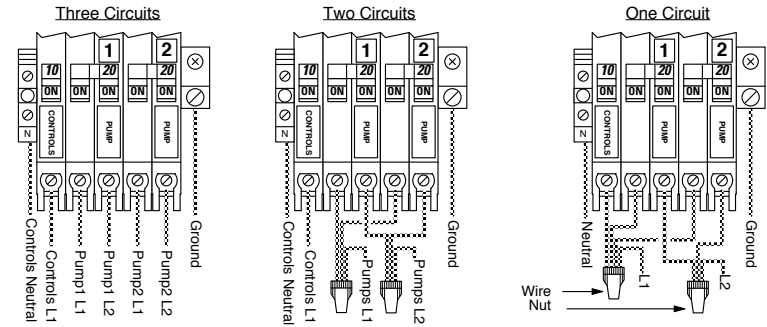 Three Circuits
1 2
10 20 20
ON ON ON ON ON
N
CONTROLS
PUMP
PUMP
Controls Neutral
Controls L1
Pump1 L1
Pump1 L2
Pump2 L1
Pump2 L2
Ground
Two Circuits
1 2
10 20 20
ON ON ON ON ON
N
CONTROLS
PUMP
PUMP
Controls Neutral
Controls L1
Pumps L1
Pumps L2
Ground
One Circuit
1 2
10 20 20
ON ON ON ON ON
N
CONTROLS
PUMP
PUMP
Neutral
L1
L2
Ground
Wire
Nut